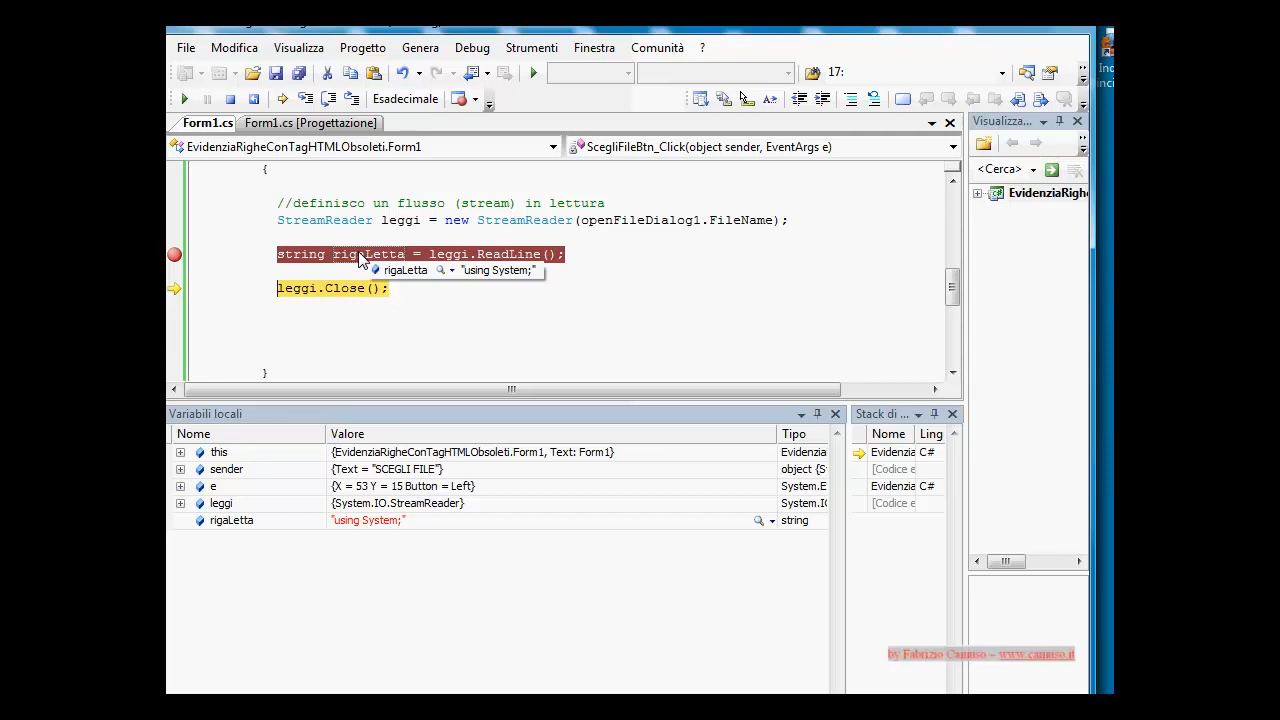 File Modifica Visualizza Progetto Genera Debug Strumenti Finestra Comunità ?
17:
Esadecimale
Form1.cs Form1.cs [Progettazione]
Visualizza...
EvidenziaRigheConTagHTMLObsoleti.Form1 ScegliFileBtn_Click(object sender, EventArgs e)
<Cerca>
{
EvidenziaRighe
//definisco un flusso (stream) in lettura
StreamReader leggi = new StreamReader(openFileDialog1.FileName);
string rigaLetta = leggi.ReadLine();
rigaLetta "using System;"
leggi.Close();
}
Variabili locali
Stack di ...
Nome Valore Tipo
Nome Ling
this {EvidenziaRigheConTagHTMLObsoleti.Form1, Text: Form1} Evidenzia
Evidenzia C#
sender {Text = "SCEGLI FILE"} object {S
[Codice e
e {X = 53 Y = 15 Button = Left} System.E
Evidenzia C#
leggi {System.IO.StreamReader} System.IO
[Codice e
rigaLetta "using System;" string
by Fabrizio Camuso - www.camuso.it